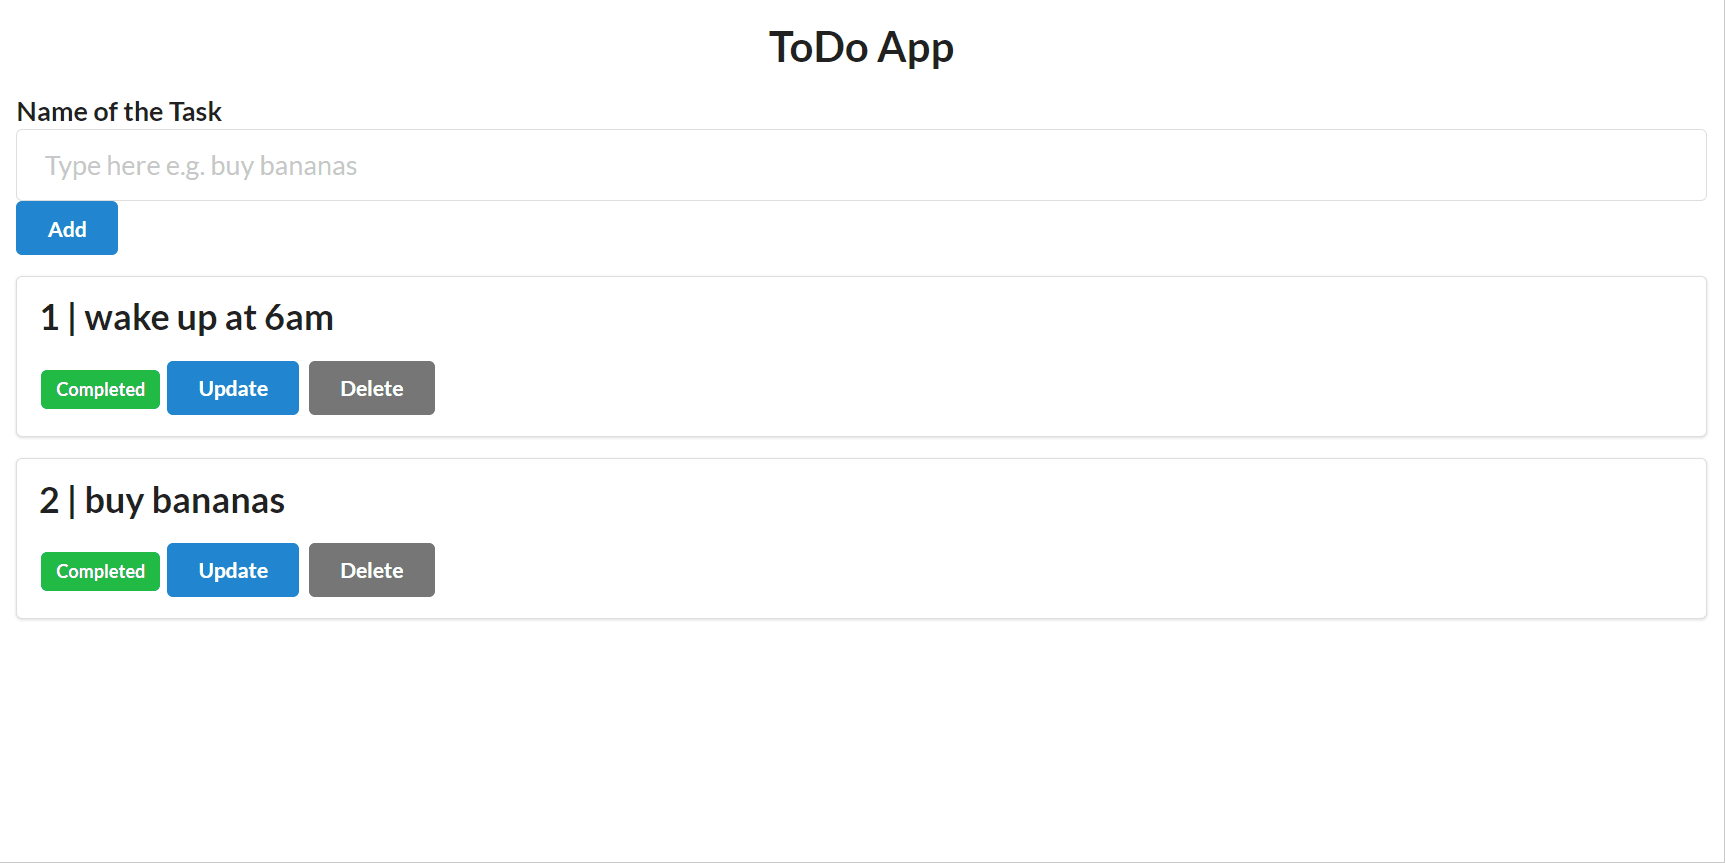 ToDo App
Name of the Task
Type here e.g. buy bananas
Add
1 | wake up at 6am
Completed Update Delete
2 | buy bananas
Completed Update Delete